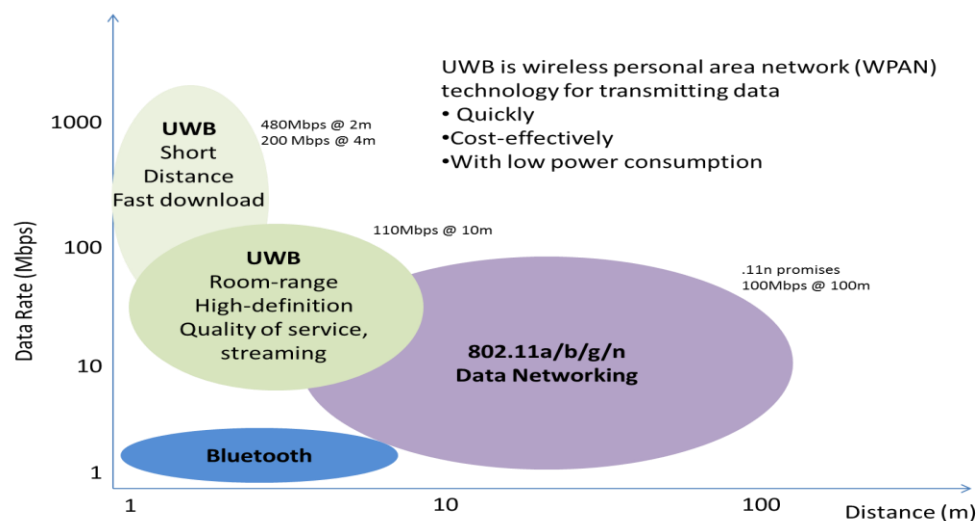 UWB is wireless personal area network (WPAN)
technology for transmitting data
• Quickly
•Cost-effectively
•With low power consumption
1000
100
10
1
Data Rate (Mbps)
UWB
Short
Distance
Fast download
480Mbps @ 2m
200 Mbps @ 4m
UWB
Room-range
High-definition
Quality of service,
streaming
110Mbps @ 10m
.11n promises
100Mbps @ 100m
802.11a/b/g/n
Data Networking
Bluetooth
1
10
100
Distance (m)